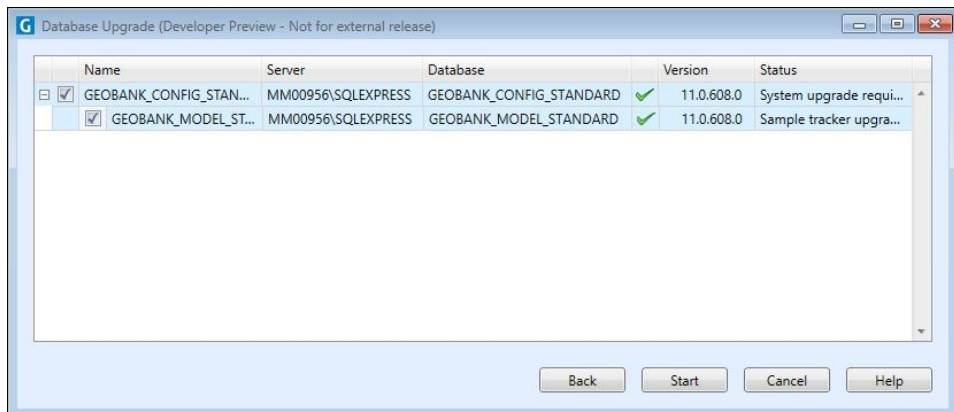 G Database Upgrade (Developer Preview - Not for external release)
Name Server Database Version Status
GEOBANK_CONFIG_STAN... MM00956\SQLEXPRESS GEOBANK_CONFIG_STANDARD 11.0.608.0 System upgrade requi...
GEOBANK_MODEL_ST... MM00956\SQLEXPRESS GEOBANK_MODEL_STANDARD 11.0.608.0 Sample tracker upgra...
Back Start Cancel Help